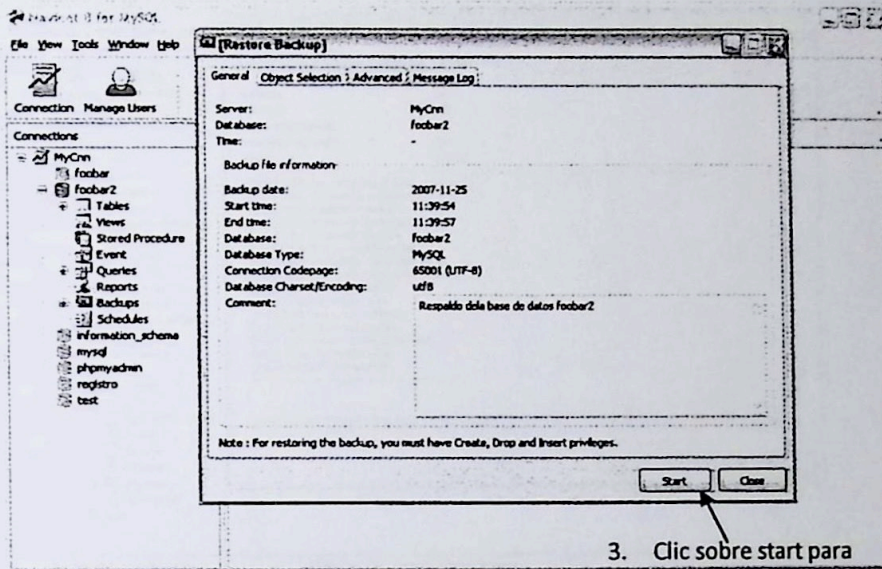 Navicat 8 for MySQL
File View Tools Window Help
Connection Manage Users
Connections
MyCnn
foobar
foobar2
Tables
Views
Stored Procedure
Event
Queries
Reports
Backups
Schedules
information_schema
mysql
phpmyadmin
registro
test
[Restore Backup]
General Object Selection Advanced Message Log
Server: MyCnn
Database: foobar2
Time: -
Backup file information
Backup date: 2007-11-25
Start time: 11:39:54
End time: 11:39:57
Database: foobar2
Database Type: MySQL
Connection Codepage: 65001 (UTF-8)
Database Charset/Encoding: utf8
Comment: Respaldo dela base de datos foobar2
Note : For restoring the backup, you must have Create, Drop and Insert privileges.
Start Close
3. Clic sobre start para